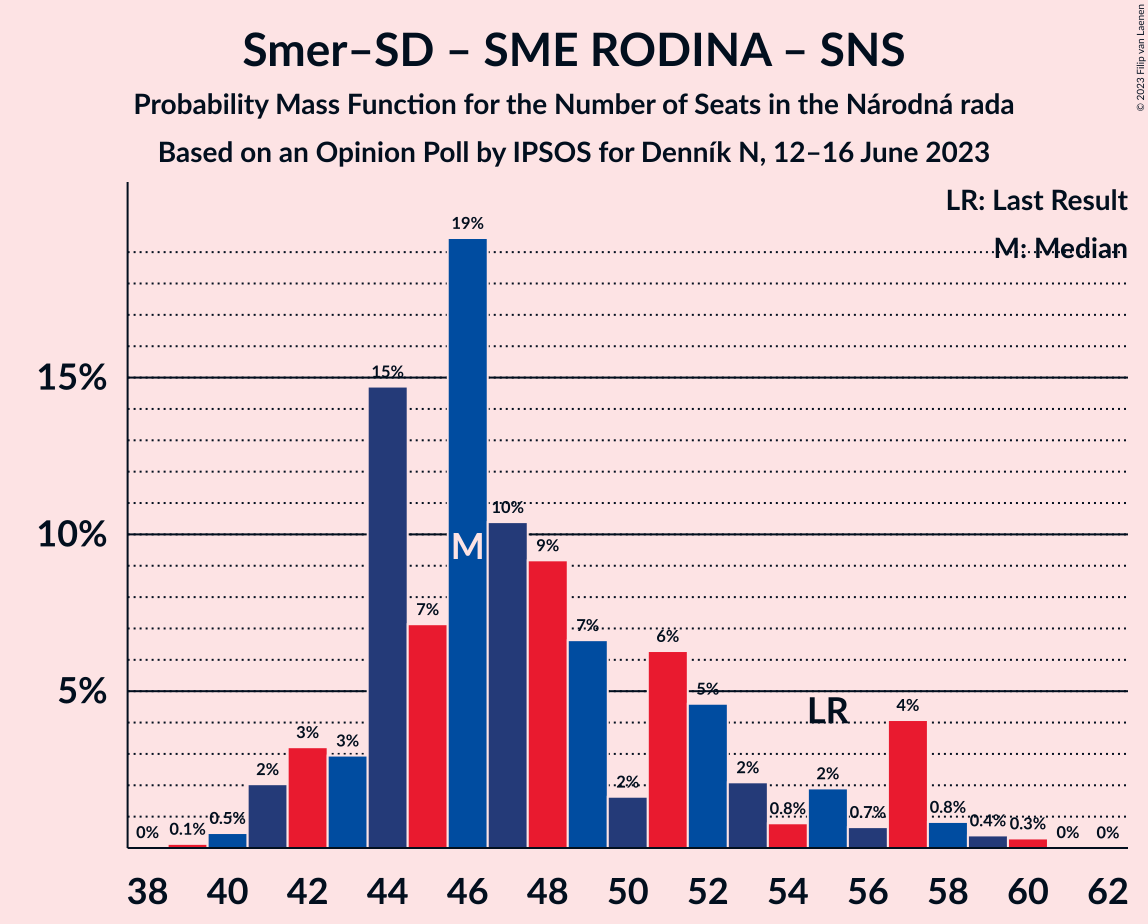 © 2023 Filip van Laenen
Smer–SD – SME RODINA – SNS
Probability Mass Function for the Number of Seats in the Národná rada
Based on an Opinion Poll by IPSOS for Denník N, 12–16 June 2023
LR: Last Result
M: Median
15%
10%
5%
0% 0.1% 0.5% 2% 3% 3% 15% 7% 19% 10% 9% 7% 2% 6% 5% 2% 0.8% 2% 0.7% 4% 0.8% 0.4% 0.3% 0% 0%
M
LR
38 40 42 44 46 48 50 52 54 56 58 60 62